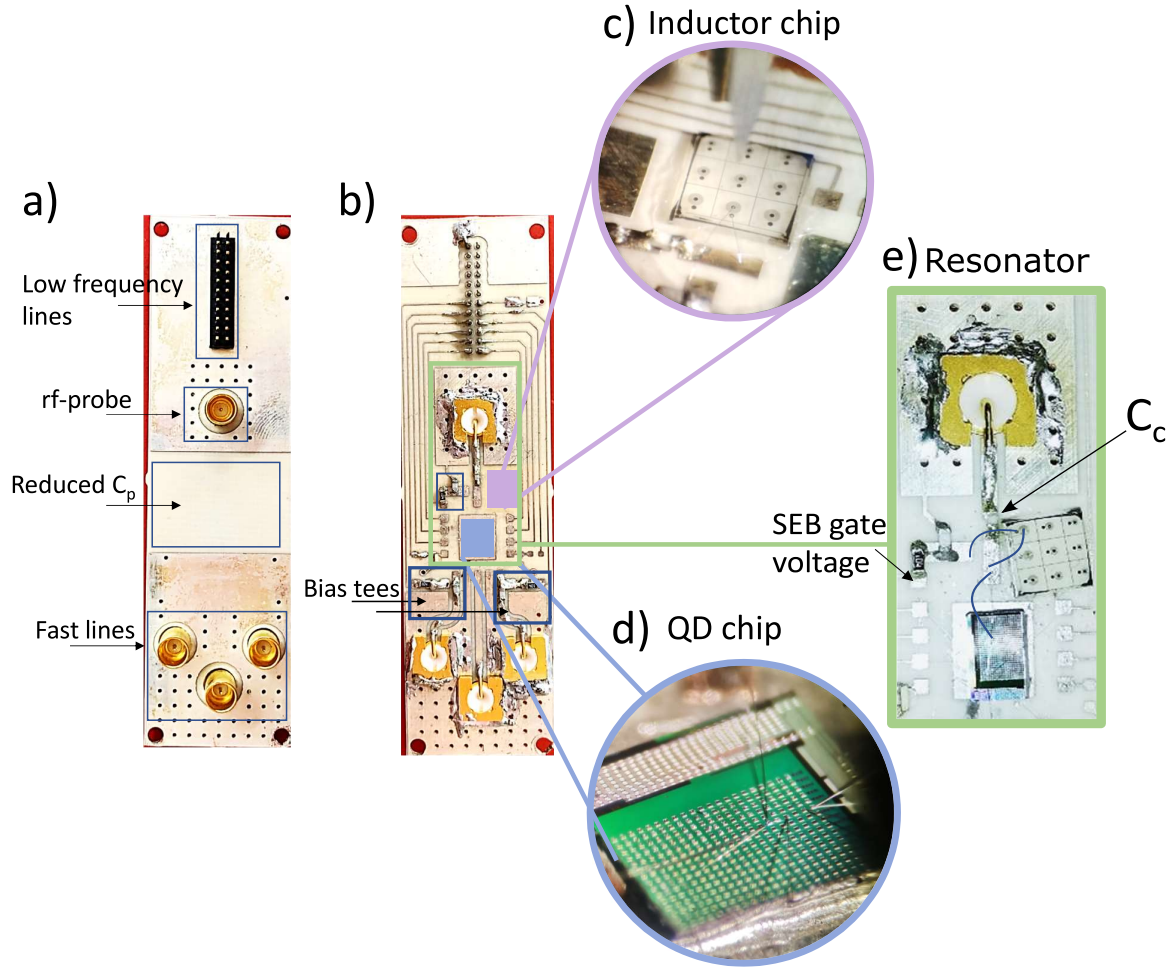 a)
Low frequency
lines
rf-probe
Reduced Cp
Fast lines
b)
Bias tees
c) Inductor chip
d) QD chip
e) Resonator
Cc
SEB gate
voltage